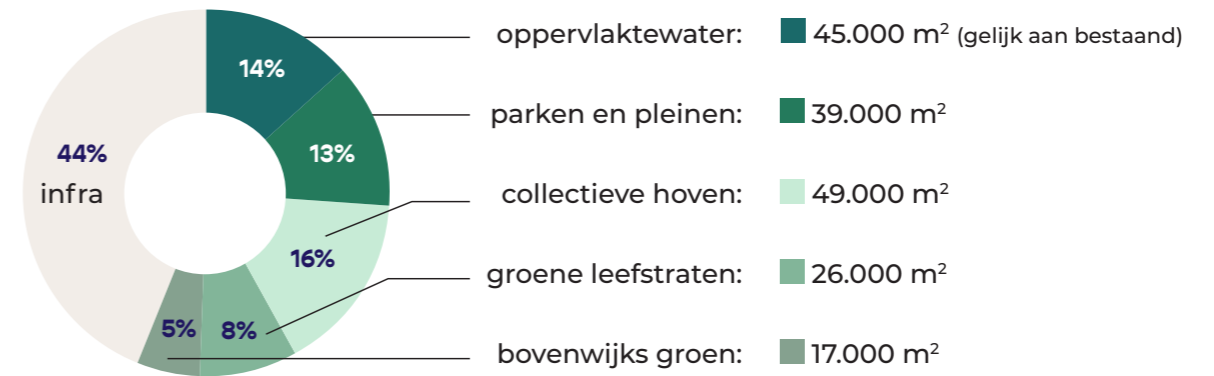 14%
13%
16%
8%
5%
44%
infra
oppervlaktewater: 45.000 m² (gelijk aan bestaand)
parken en pleinen: 39.000 m²
collectieve hoven: 49.000 m²
groene leefstraten: 26.000 m²
bovenwijks groen: 17.000 m²